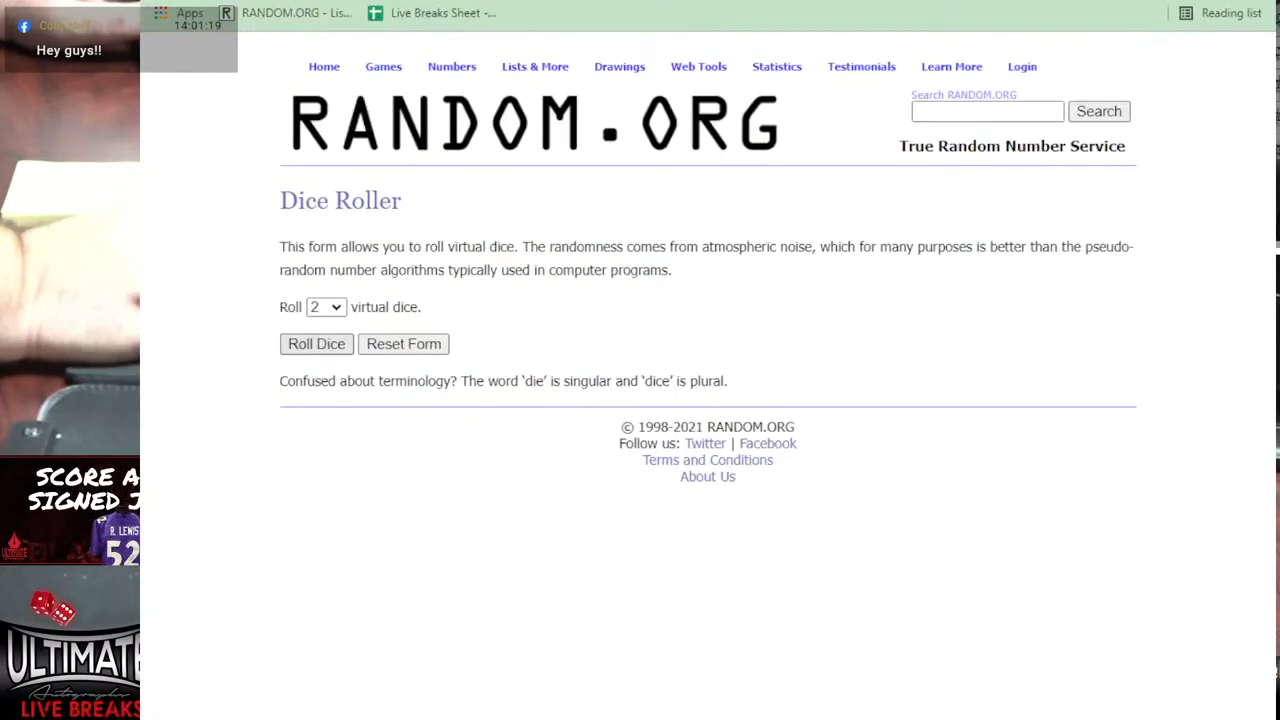 Apps
RANDOM.ORG - Lis...
Live Breaks Sheet -...
Reading list
14:01:19
Hey guys!!
Home Games Numbers Lists & More Drawings Web Tools Statistics Testimonials Learn More Login
RANDOM.ORG
Search RANDOM.ORG
Search
True Random Number Service
Dice Roller
This form allows you to roll virtual dice. The randomness comes from atmospheric noise, which for many purposes is better than the pseudo-
random number algorithms typically used in computer programs.
Roll 2 virtual dice.
Roll Dice Reset Form
Confused about terminology? The word ‘die’ is singular and ‘dice’ is plural.
© 1998-2021 RANDOM.ORG
Follow us: Twitter | Facebook
Terms and Conditions
About Us
SCORE A
SIGNED J
R. LEWIS
52
ULTIMATE
ULTIMATE
Autographs
LIVE BREAKS